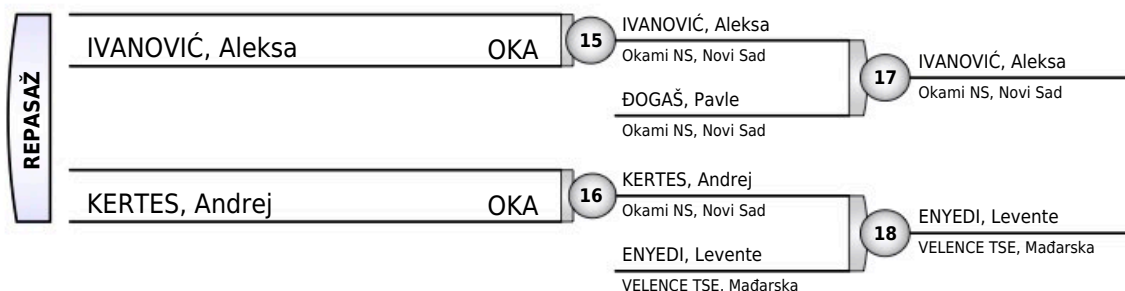 REPASAŽ
IVANOVIĆ, Aleksa OKA
15
IVANOVIĆ, Aleksa
Okami NS, Novi Sad
ĐOGAŠ, Pavle
Okami NS, Novi Sad
17
IVANOVIĆ, Aleksa
Okami NS, Novi Sad
KERTES, Andrej OKA
16
KERTES, Andrej
Okami NS, Novi Sad
ENYEDI, Levente
VELENCE TSE, Mađarska
18
ENYEDI, Levente
VELENCE TSE, Mađarska